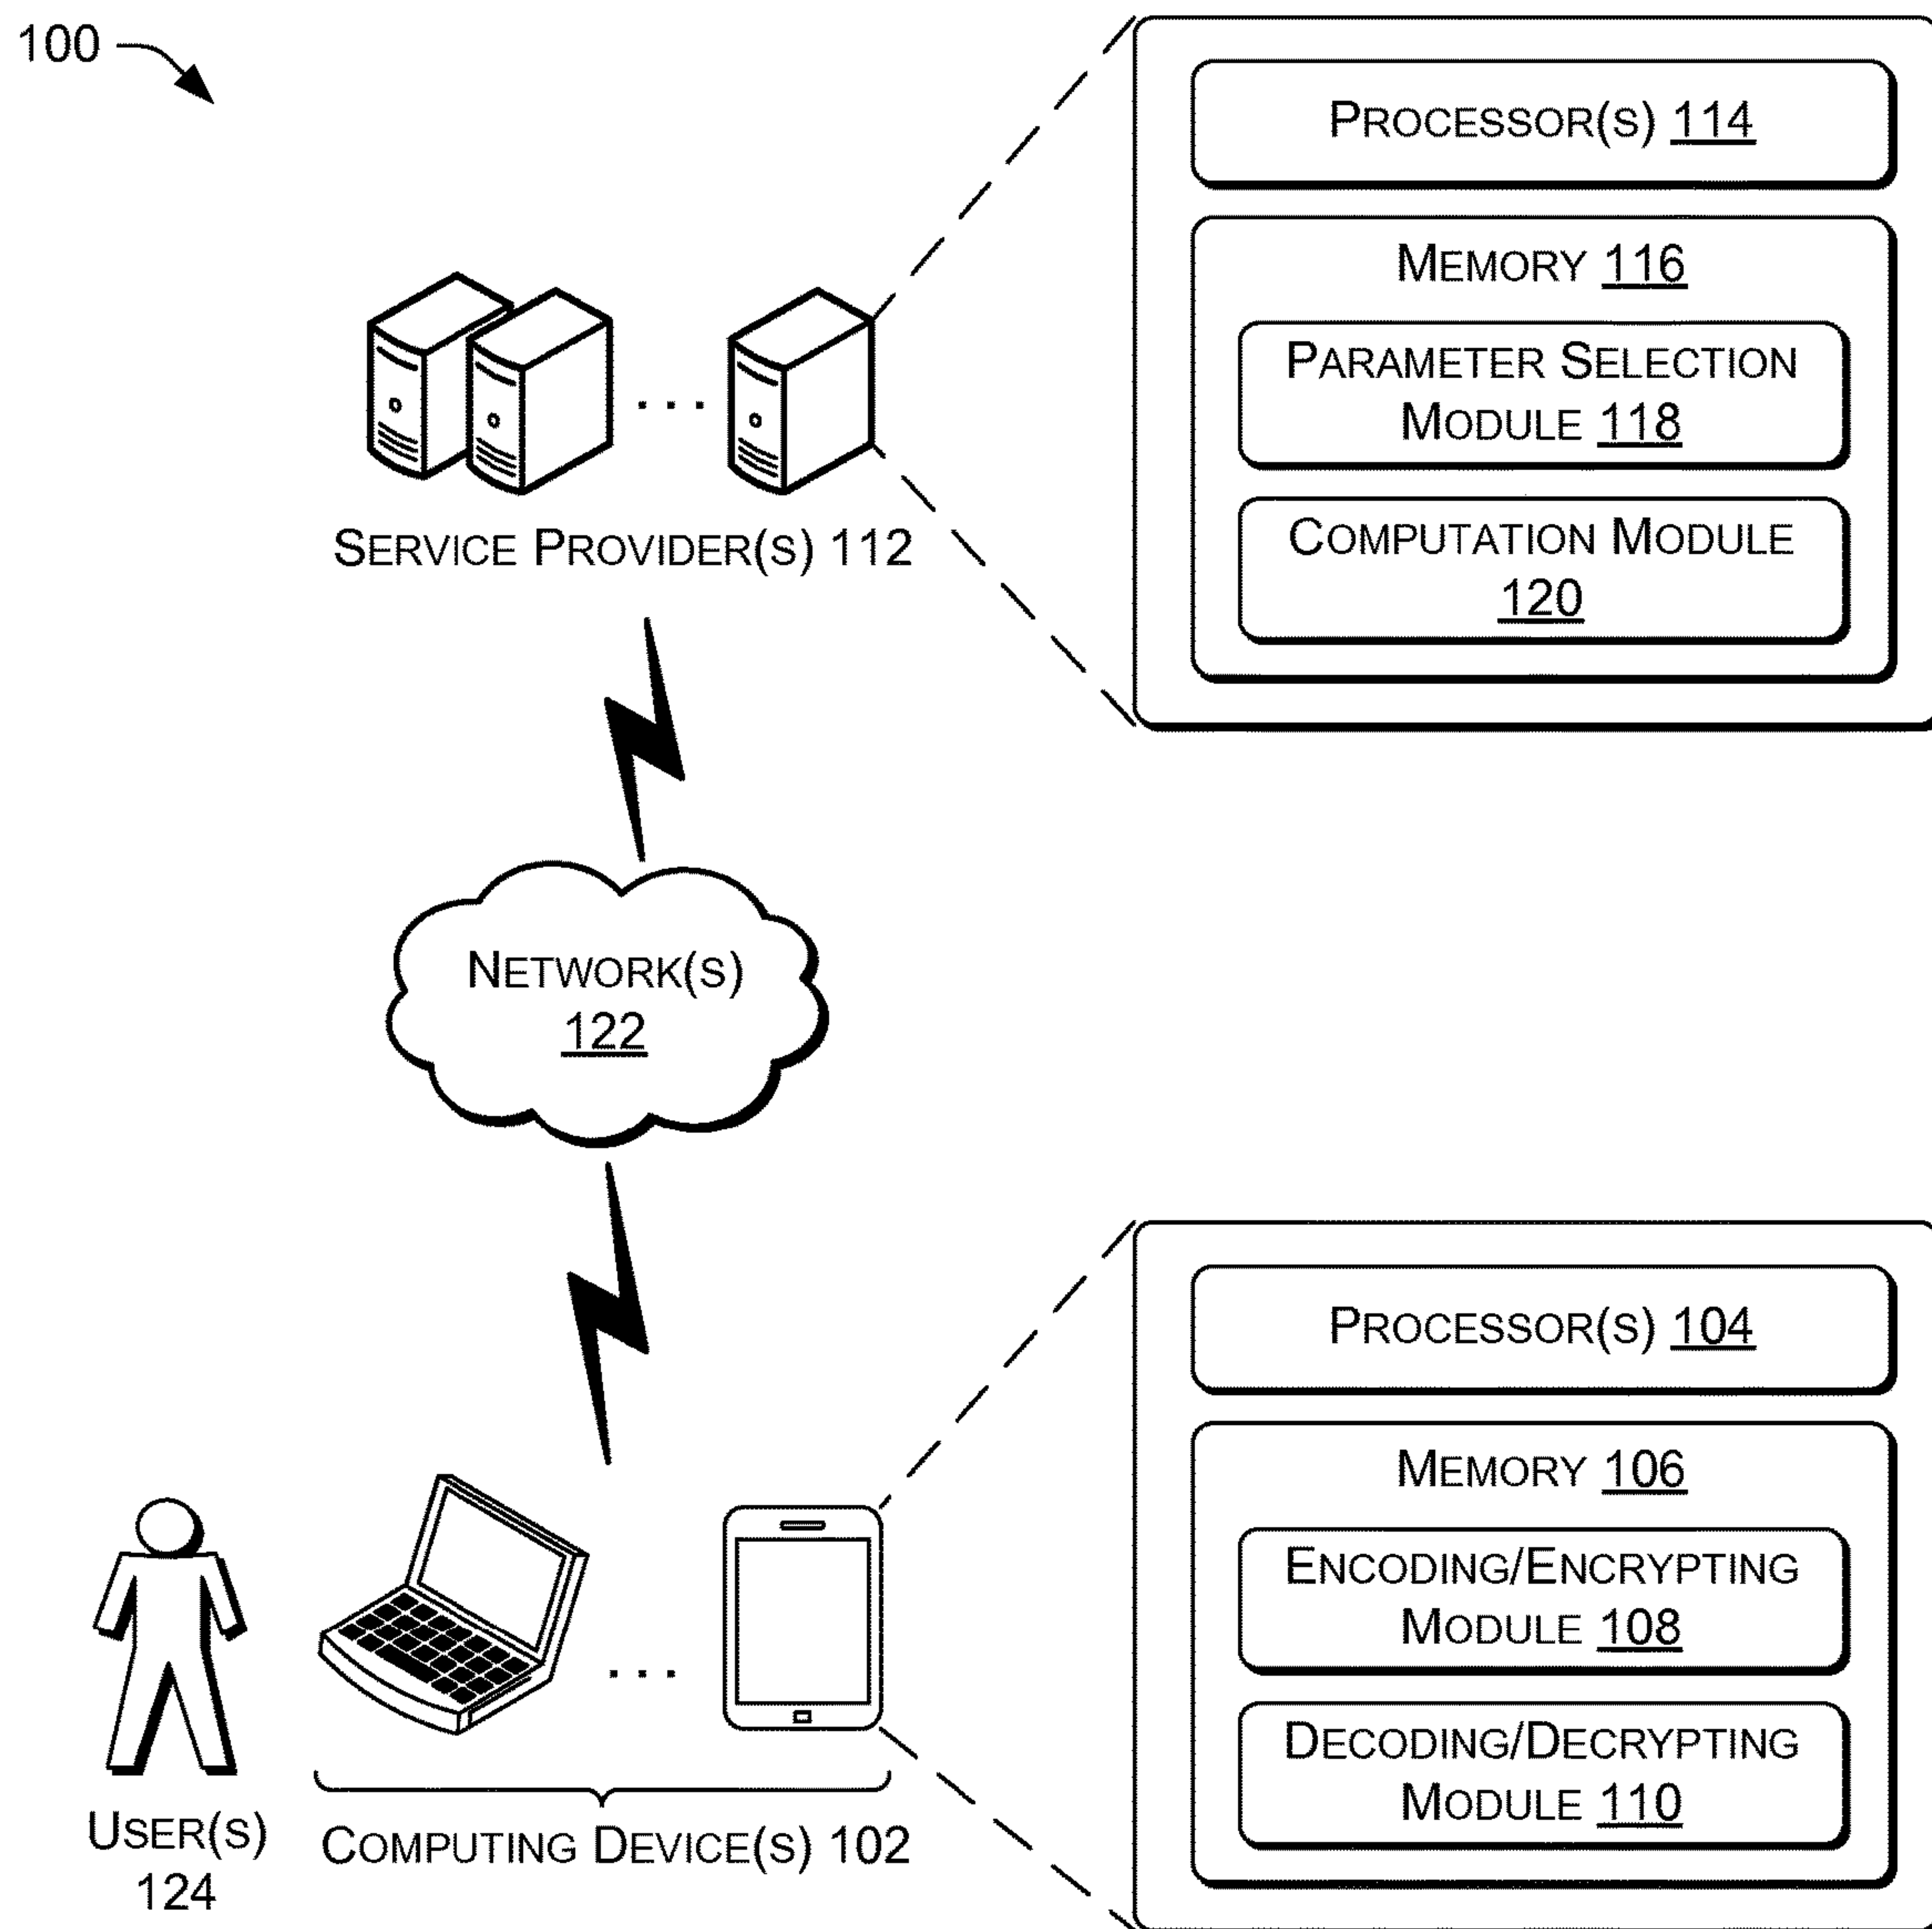 100
PROCESSOR(S) 114
MEMORY 116
PARAMETER SELECTION
MODULE 118
COMPUTATION MODULE
120
...
SERVICE PROVIDER(S) 112
NETWORK(S)
122
PROCESSOR(S) 104
MEMORY 106
ENCODING/ENCRYPTING
MODULE 108
DECODING/DECRYPTING
MODULE 110
...
USER(S)
124
COMPUTING DEVICE(S) 102